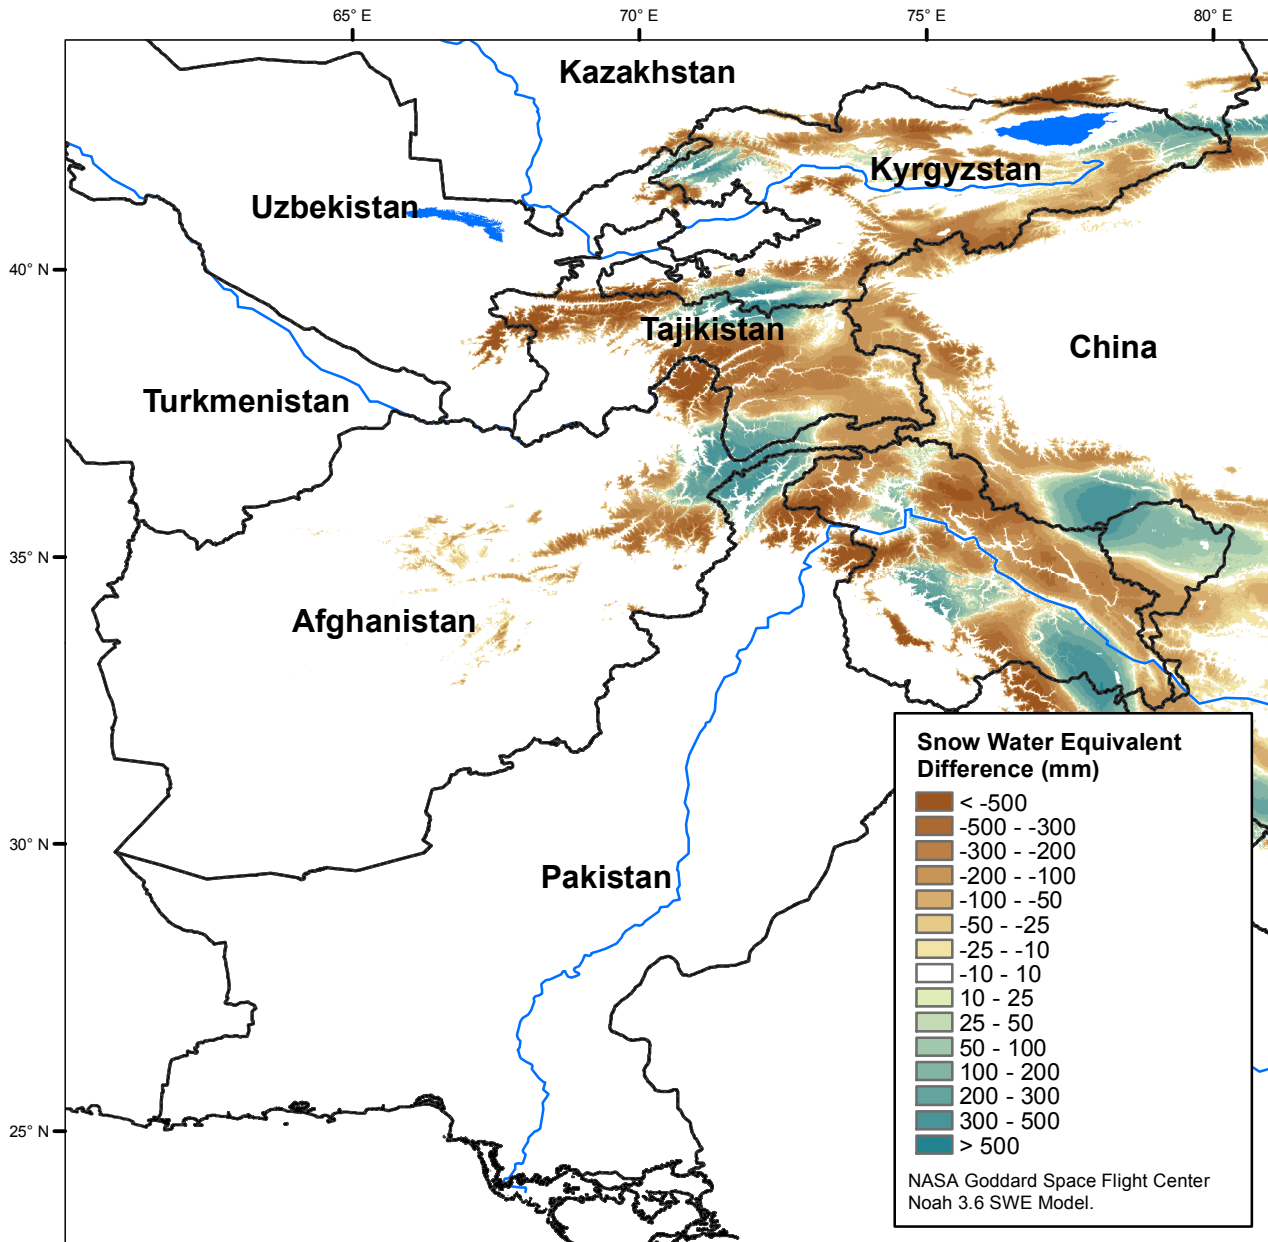 65° E
70° E
75° E
80° E
Kazakhstan
Kyrgyzstan
Uzbekistan
40° N
Tajikistan
China
Turkmenistan
35° N
Afghanistan
30° N
Pakistan
25° N
Snow Water Equivalent
Difference (mm)
< -500
-500 - -300
-300 - -200
-200 - -100
-100 - -50
-50 - -25
-25 - -10
-10 - 10
10 - 25
25 - 50
50 - 100
100 - 200
200 - 300
300 - 500
> 500
NASA Goddard Space Flight Center
Noah 3.6 SWE Model.